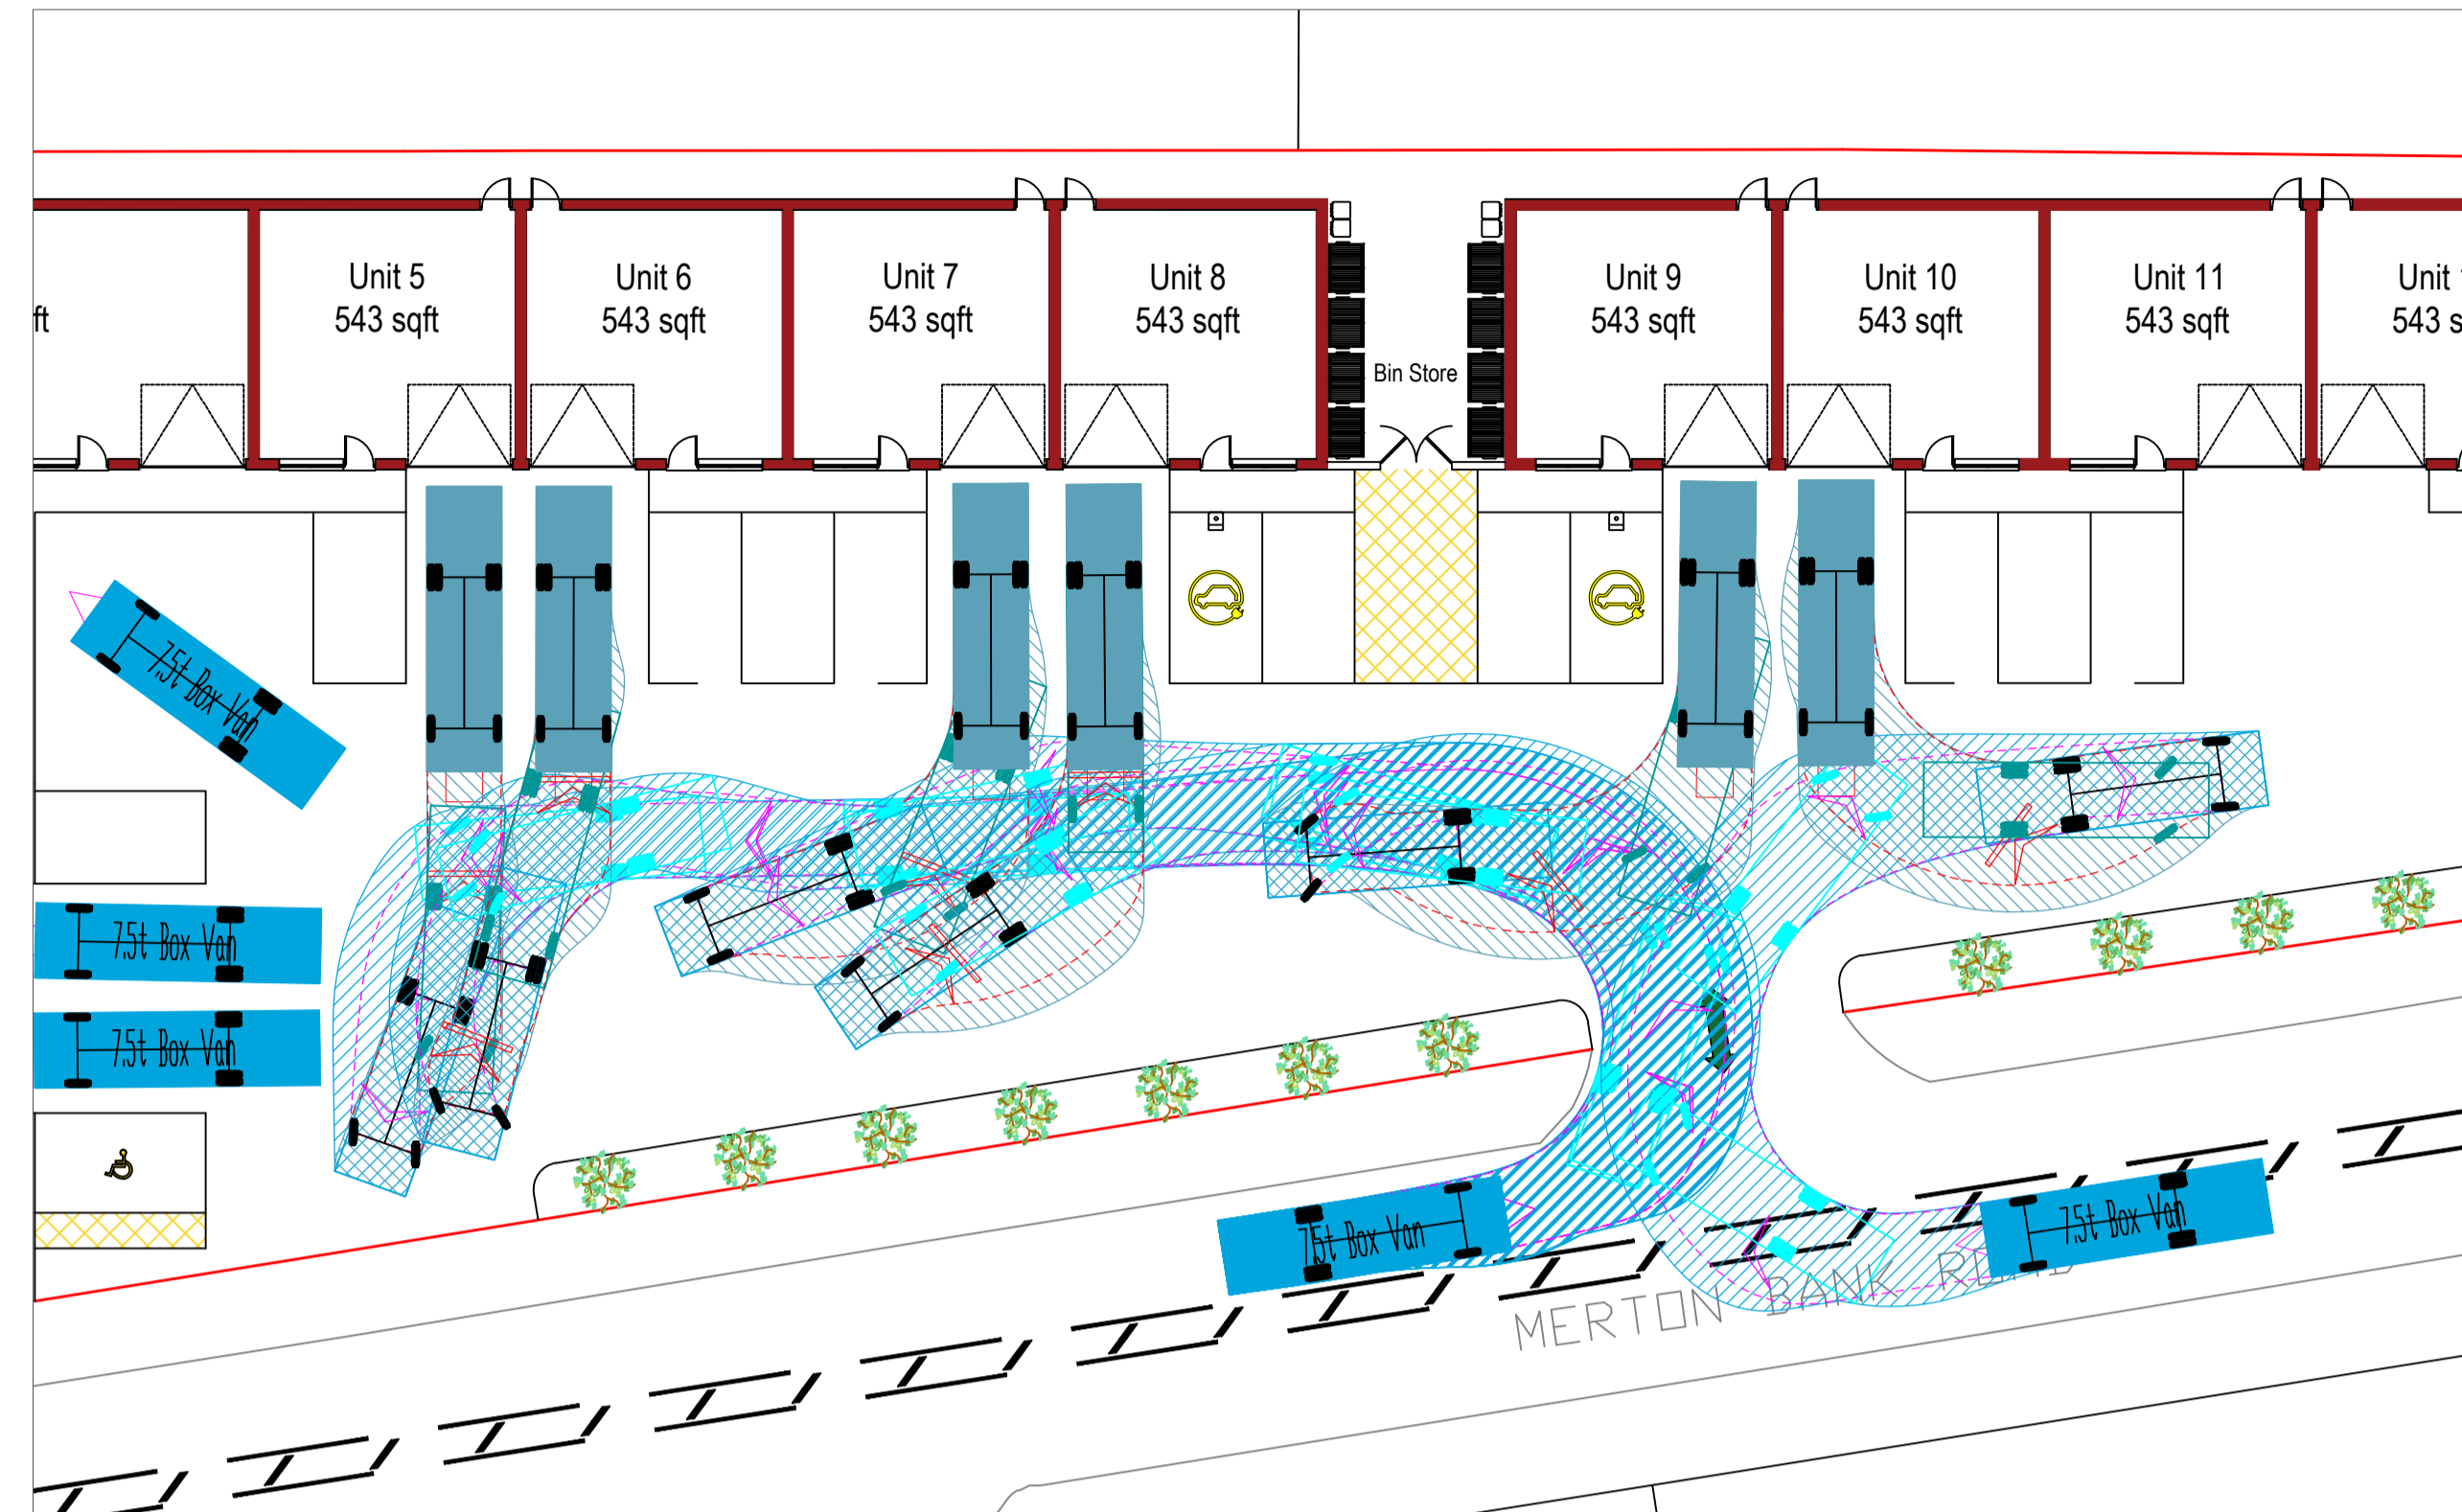 ft
Unit 5
543 sqft
Unit 6
543 sqft
Unit 7
543 sqft
Unit 8
543 sqft
Bin Store
Unit 9
543 sqft
Unit 10
543 sqft
Unit 11
543 sqft
Unit
543 s
7.5t Box Van
7.5t Box Van
7.5t Box Van
7.5t Box Van
7.5t Box Van
MERTON BANK ROAD